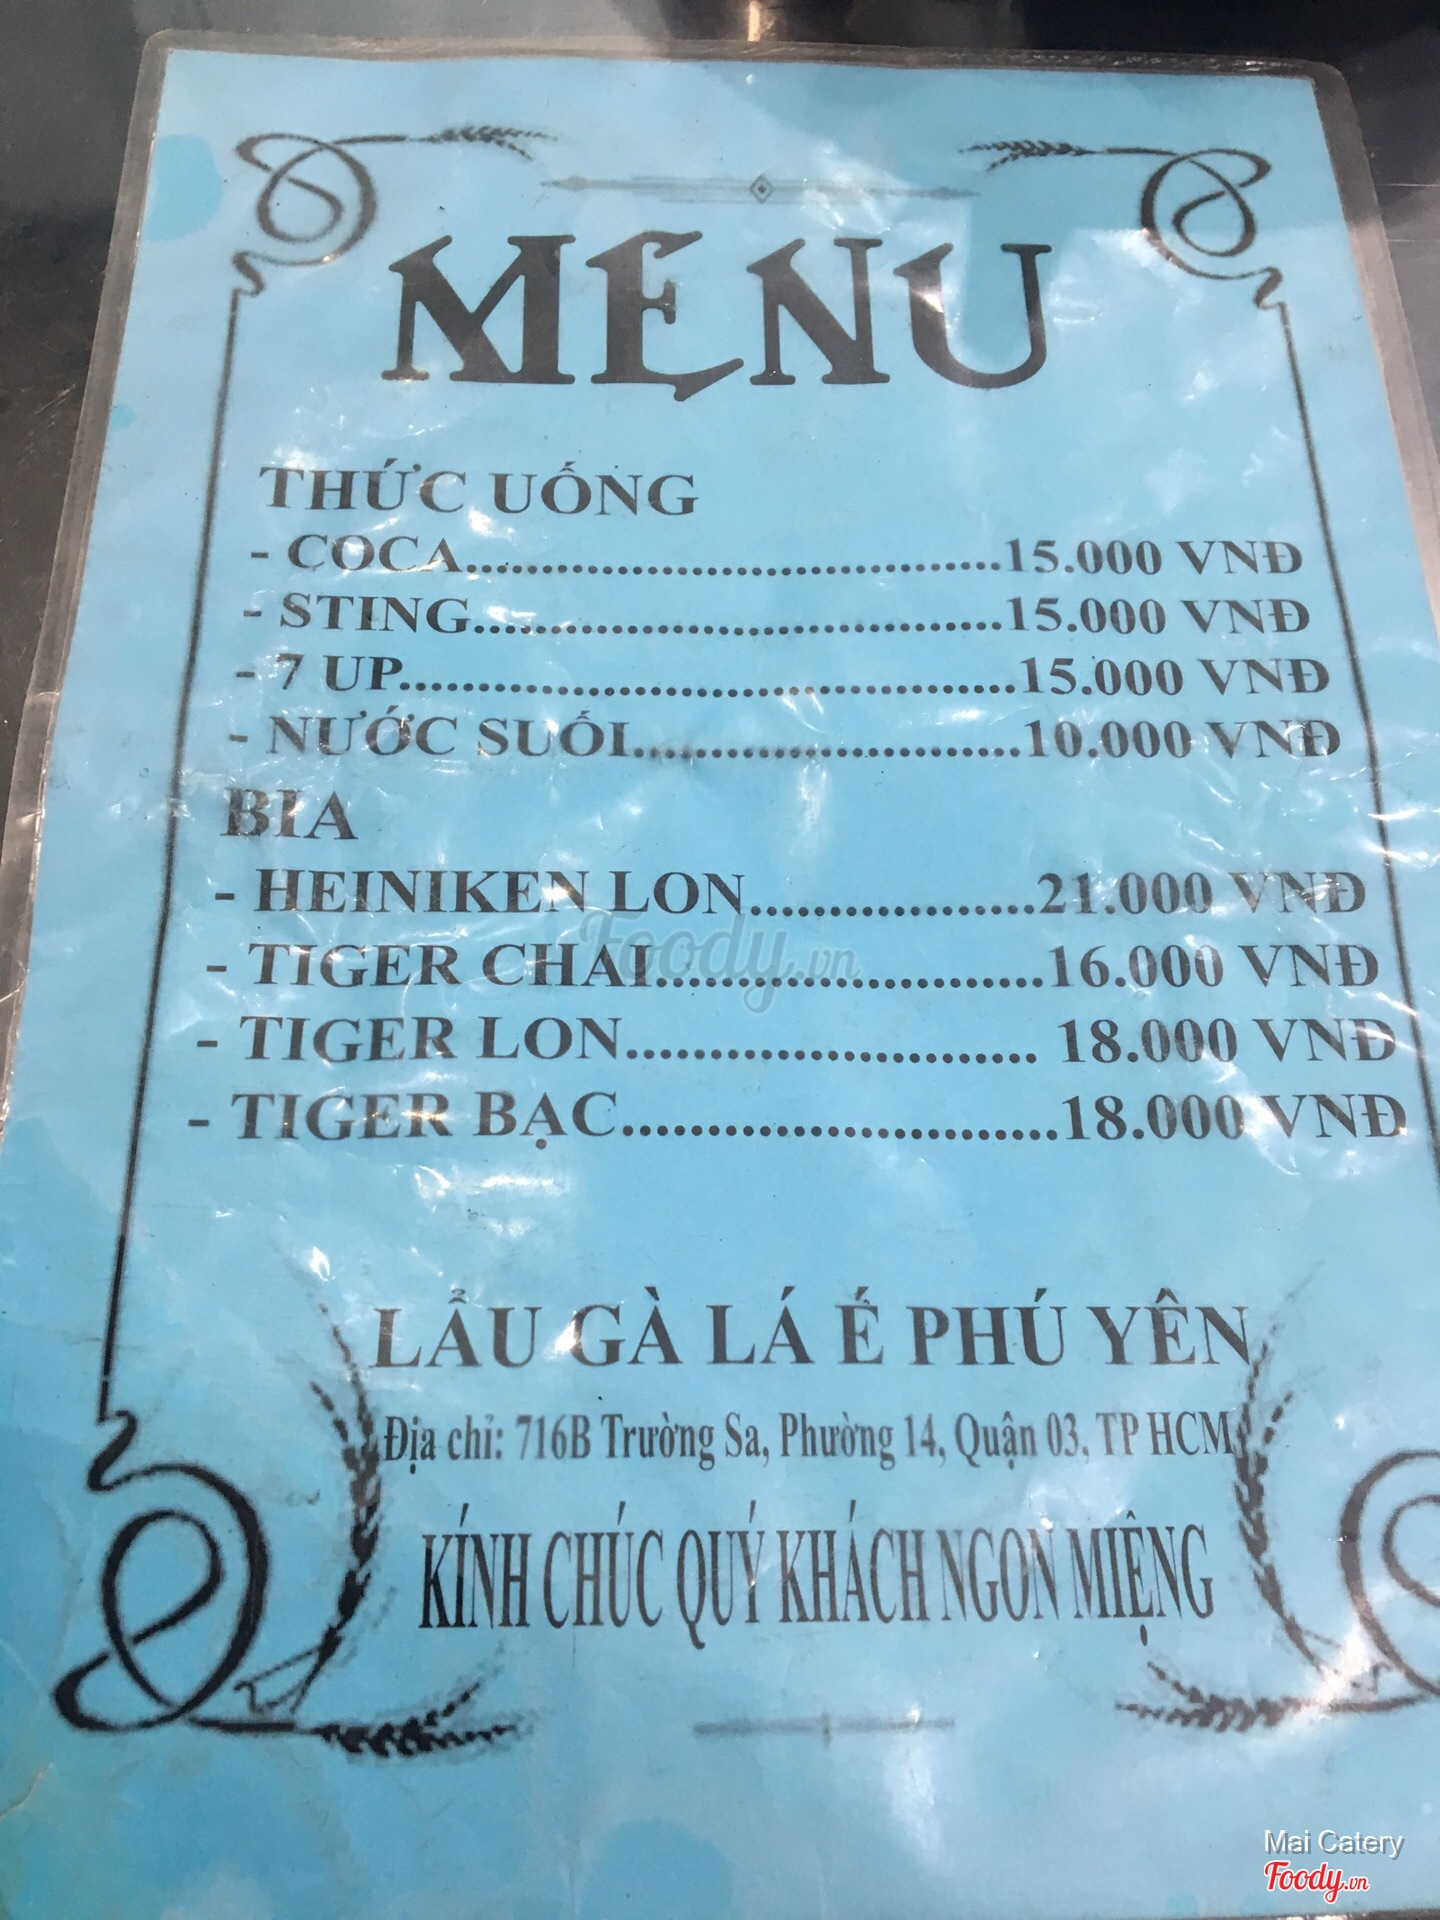 MENU
THỨC UỐNG
- COCA..................................15.000 VNĐ
- STING..................................15.000 VNĐ
- 7 UP.......................................15.000 VNĐ
- NƯỚC SUỐI........................10.000 VNĐ
BIA
- HEINIKEN LON..................21.000 VNĐ
- TIGER CHAI........................16.000 VNĐ
- TIGER LON......................... 18.000 VNĐ
- TIGER BẠC..........................18.000 VNĐ
Foody.vn
LẨU GÀ LÁ É PHÚ YÊN
Địa chỉ: 716B Trường Sa, Phường 14, Quận 03, TP HCM
KÍNH CHÚC QUÝ KHÁCH NGON MIỆNG
Mai Catery
Foody.vn